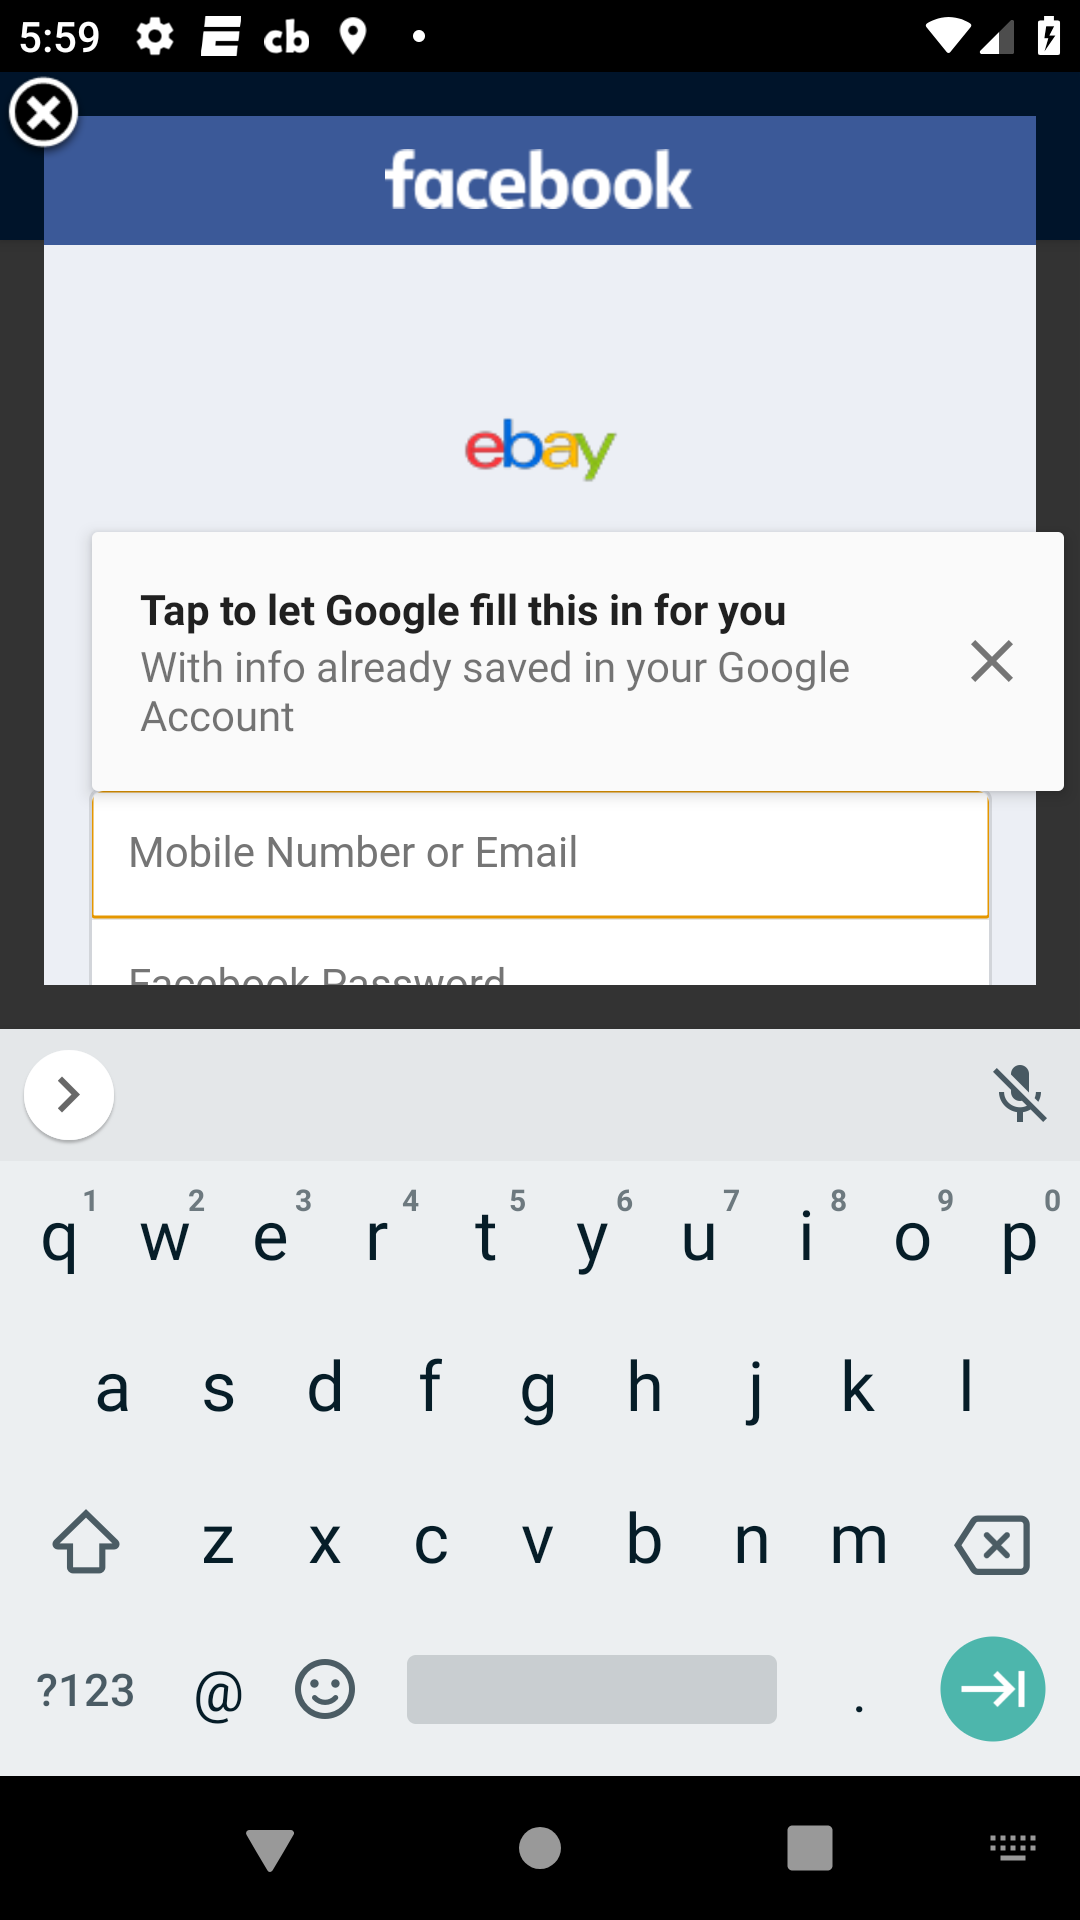 5:59
facebook
ebay
Tap to let Google fill this in for you
With info already saved in your Google
Account
Mobile Number or Email
Facebook Password
1 2 3 4 5 6 7 8 9 0
q w e r t y u i o p
a s d f g h j k l
z x c v b n m
?123 @ .